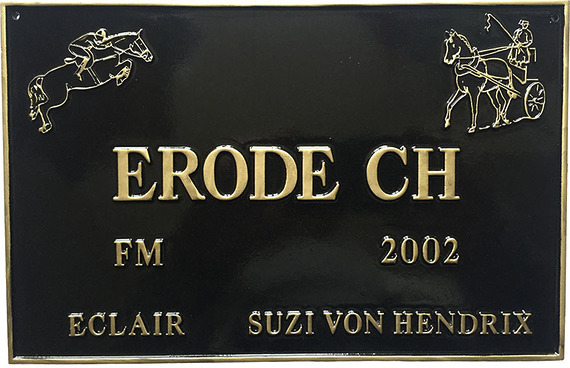 ERODE CH
FM 2002
ECLAIR SUZI VON HENDRIX